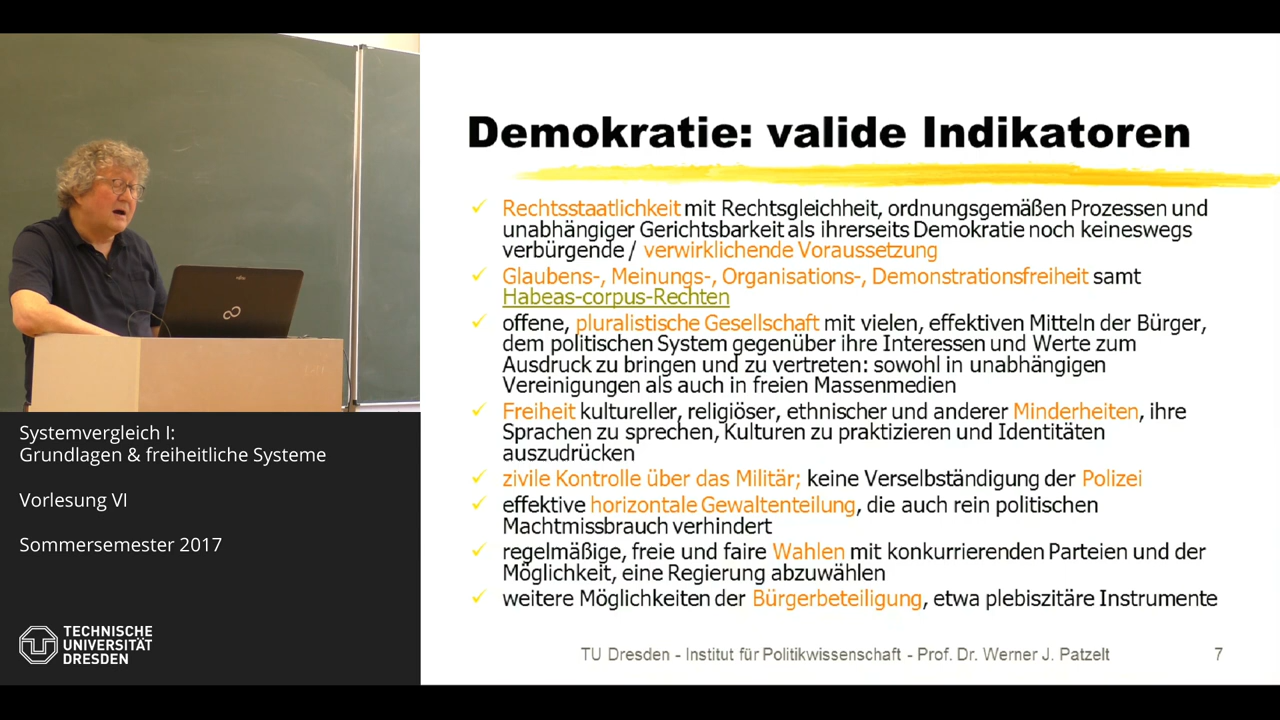 Demokratie: valide Indikatoren
Rechtsstaatlichkeit mit Rechtsgleichheit, ordnungsgemäßen Prozessen und
unabhängiger Gerichtsbarkeit als ihrerseits Demokratie noch keineswegs
verbürgende / verwirklichende Voraussetzung
Glaubens-, Meinungs-, Organisations-, Demonstrationsfreiheit samt
Habeas-corpus-Rechten
offene, pluralistische Gesellschaft mit vielen, effektiven Mitteln der Bürger,
dem politischen System gegenüber ihre Interessen und Werte zum
Ausdruck zu bringen und zu vertreten: sowohl in unabhängigen
Vereinigungen als auch in freien Massenmedien
Freiheit kultureller, religiöser, ethnischer und anderer Minderheiten, ihre
Sprachen zu sprechen, Kulturen zu praktizieren und Identitäten
auszudrücken
zivile Kontrolle über das Militär; keine Verselbständigung der Polizei
effektive horizontale Gewaltenteilung, die auch rein politischen
Machtmissbrauch verhindert
regelmäßige, freie und faire Wahlen mit konkurrierenden Parteien und der
Möglichkeit, eine Regierung abzuwählen
weitere Möglichkeiten der Bürgerbeteiligung, etwa plebiszitäre Instrumente
TU Dresden - Institut für Politikwissenschaft - Prof. Dr. Werner J. Patzelt 7
Systemvergleich I:
Grundlagen & freiheitliche Systeme
Vorlesung VI
Sommersemester 2017
TECHNISCHE
UNIVERSITÄT
DRESDEN